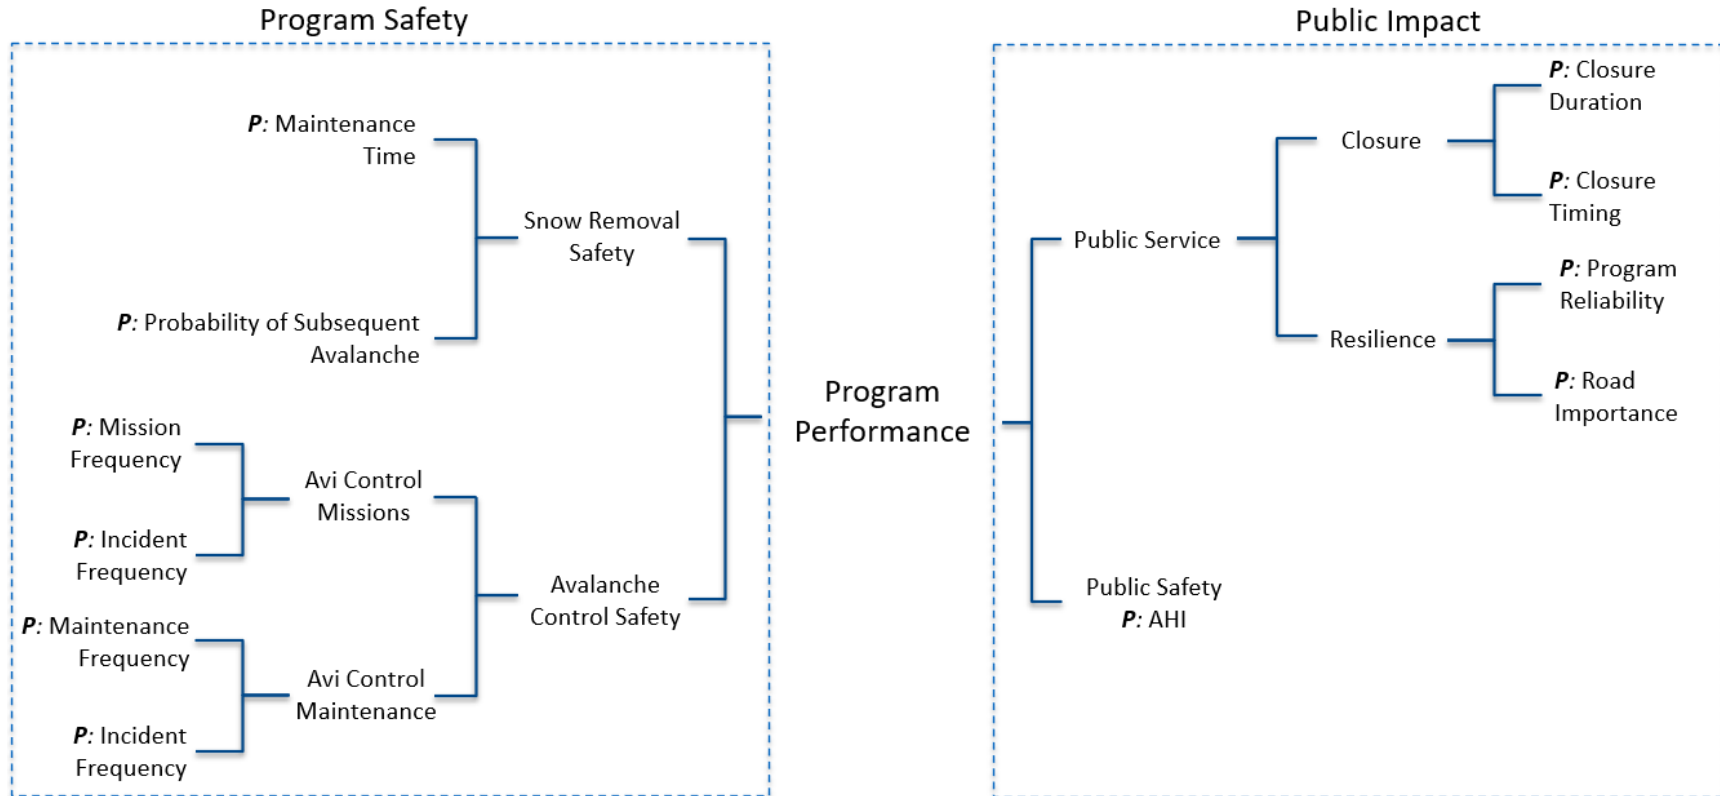 Program Safety
P: Maintenance
Time
Snow Removal
Safety
P: Probability of Subsequent
Avalanche
P: Mission
Frequency
Avi Control
Missions
P: Incident
Frequency
Avalanche
Control Safety
P: Maintenance
Frequency
Avi Control
Maintenance
P: Incident
Frequency
Program
Performance
Public Impact
P: Closure
Duration
Closure
P: Closure
Timing
Public Service
P: Program
Reliability
Resilience
P: Road
Importance
Public Safety
P: AHI